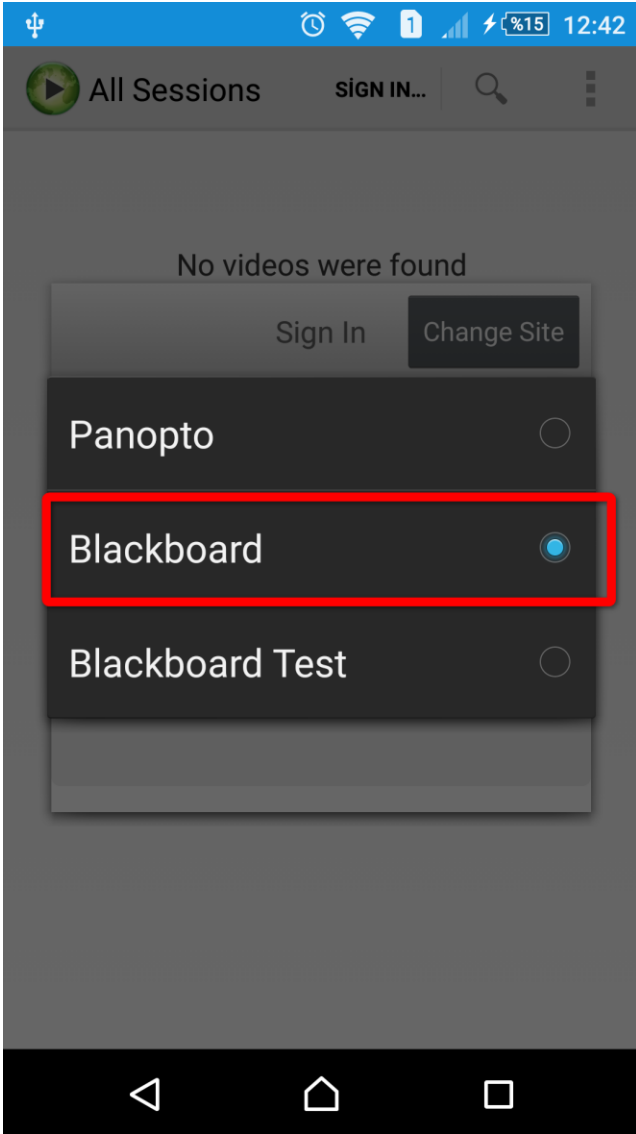 1 %15 12:42
All Sessions SİGN IN...
No videos were found
Sign In Change Site
Panopto
Blackboard
Blackboard Test